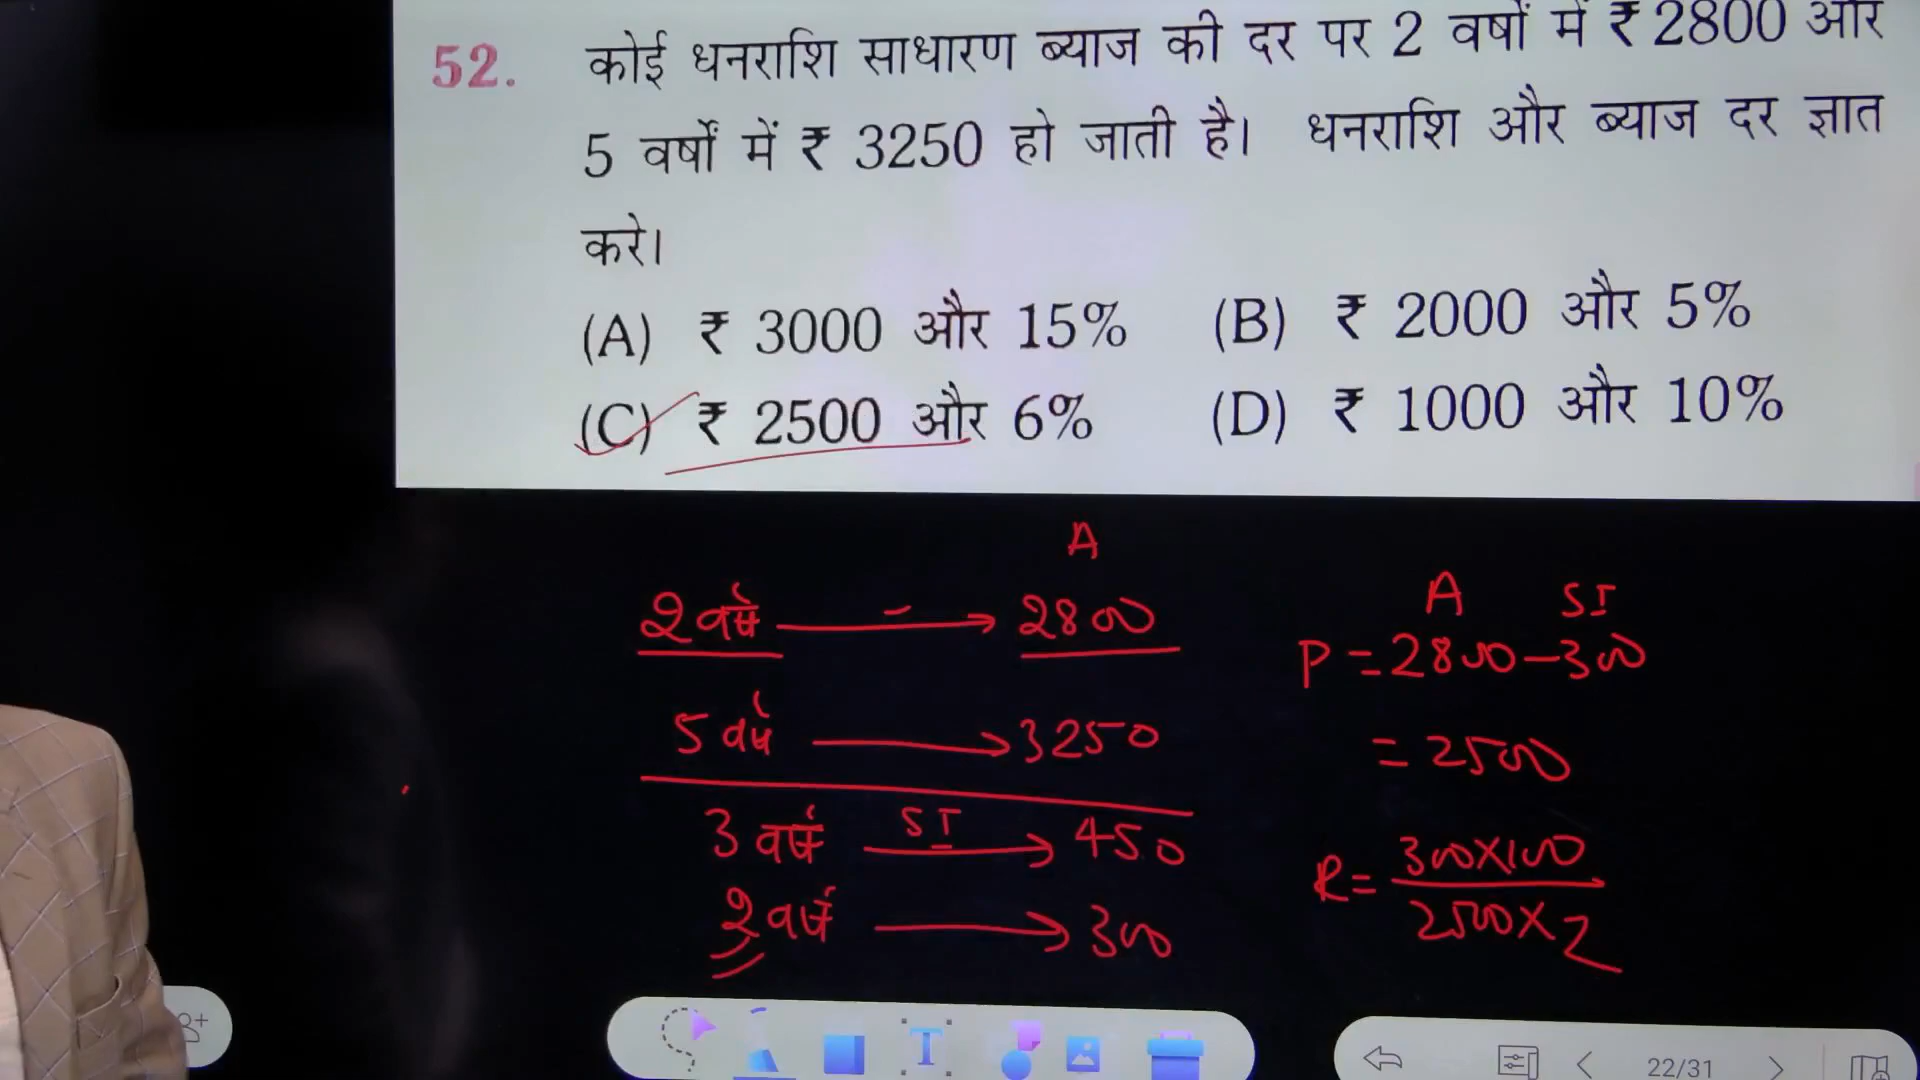 52. कोई धनराशि साधारण ब्याज की दर पर 2 वर्षों में ₹ 2800 और
5 वर्षों में ₹ 3250 हो जाती है। धनराशि और ब्याज दर ज्ञात
करे।
(A) ₹ 3000 और 15% (B) ₹ 2000 और 5%
(C) ₹ 2500 और 6% (D) ₹ 1000 और 10%
A
2 वर्ष → 2800
5 वर्ष → 3250
3 वर्ष SI → 450
2 वर्ष → 300
A SI
P = 2800 - 300
= 2500
R = 300×100
2500×2
T
22/31